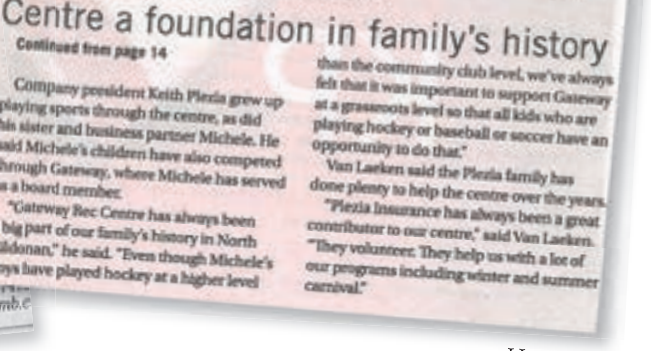 Centre a foundation in family's history
Continued from page 14
Company president Keith Plezia grew up
playing sports through the centre, as did
his sister and business partner Michele. He
said Michele's children have also competed
through Gateway, where Michele has served
as a board member.
"Gateway Rec Centre has always been
big part of our family's history in North
ildonan," he said. "Even though Michele's
oys have played hockey at a higher level
than the community club level, we've always
felt that it was important to support Gateway
at a grassroots level so that all kids who are
playing hockey or baseball or soccer have an
opportunity to do that."
Van Laeken said the Plezia family has
done plenty to help the centre over the years.
"Plezia Insurance has always been a great
contributor to our centre," said Van Laeken.
"They volunteer. They help us with a lot of
our programs including winter and summer
carnival."
mb.c